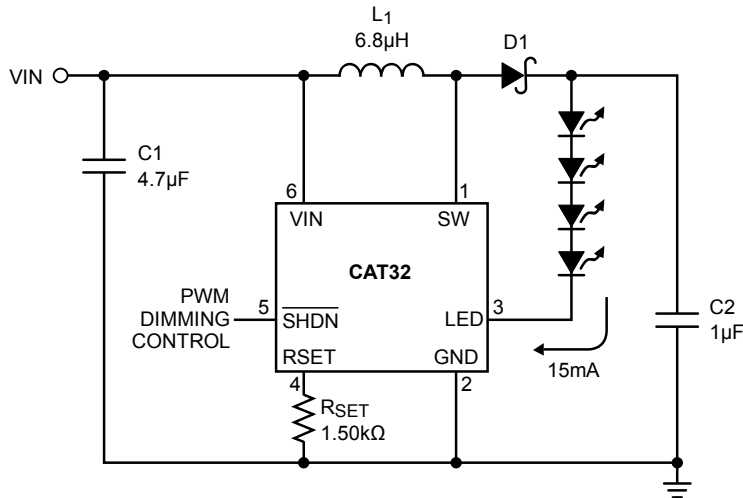 L1
6.8µH
D1
VIN
C1
4.7µF
6
1
VIN
SW
CAT32
PWM
DIMMING
CONTROL
5
SHDN
LED
3
RSET
GND
4
2
15mA
C2
1µF
RSET
1.50kΩ